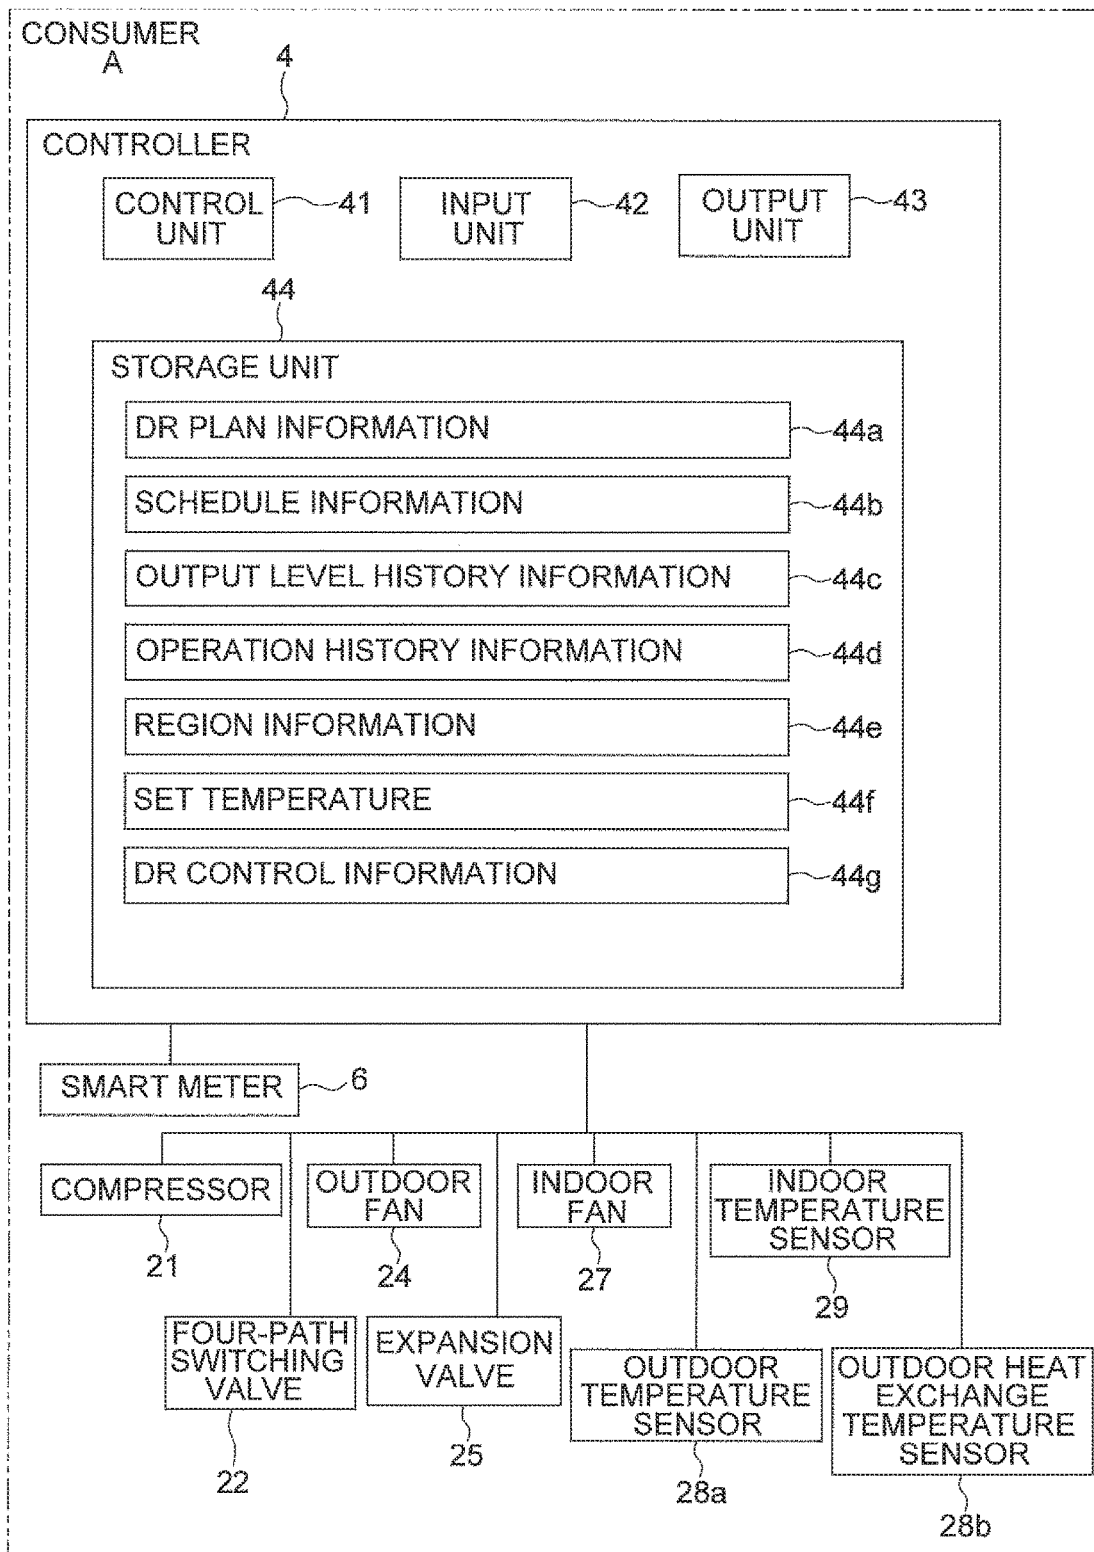 CONSUMER
A
4
CONTROLLER
CONTROL
UNIT
41
INPUT
UNIT
42
OUTPUT
UNIT
43
44
STORAGE UNIT
DR PLAN INFORMATION
44a
SCHEDULE INFORMATION
44b
OUTPUT LEVEL HISTORY INFORMATION
44c
OPERATION HISTORY INFORMATION
44d
REGION INFORMATION
44e
SET TEMPERATURE
44f
DR CONTROL INFORMATION
44g
SMART METER
6
COMPRESSOR
21
OUTDOOR
FAN
24
INDOOR
FAN
27
INDOOR
TEMPERATURE
SENSOR
29
FOUR-PATH
SWITCHING
VALVE
22
EXPANSION
VALVE
25
OUTDOOR
TEMPERATURE
SENSOR
28a
OUTDOOR HEAT
EXCHANGE
TEMPERATURE
SENSOR
28b